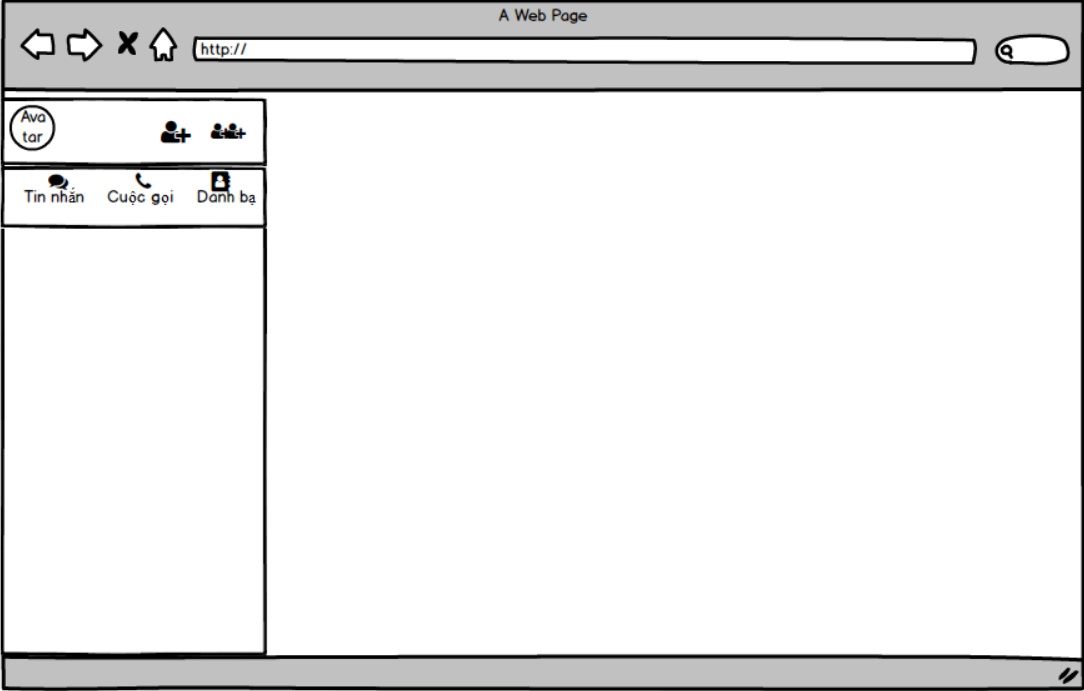 A Web Page
http://
Ava
tar
Tin nhắn
Cuộc gọi
Danh bạ